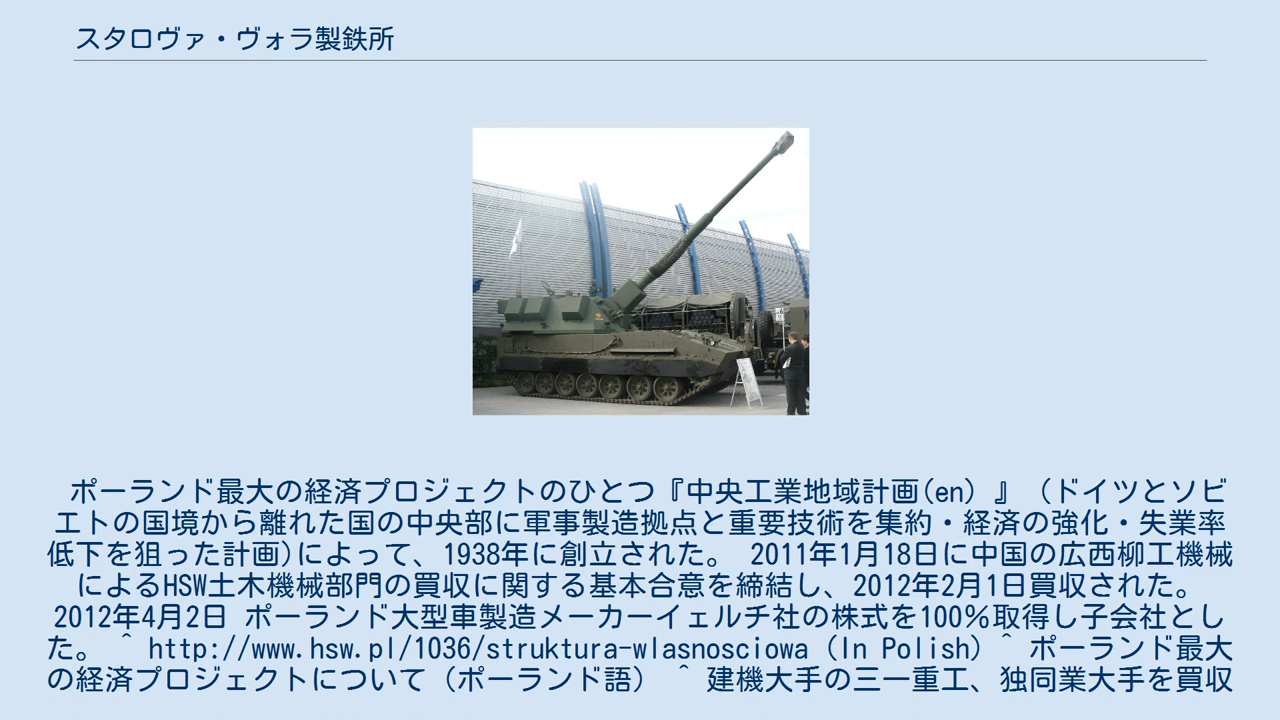 スタロヴァ・ヴォラ製鉄所
ポーランド最大の経済プロジェクトのひとつ『中央工業地域計画(en) 』 (ドイツとソビ
エトの国境から離れた国の中央部に軍事製造拠点と重要技術を集約・経済の強化・失業率
低下を狙った計画)によって、1938年に創立された。 2011年1月18日に中国の広西柳工機械
によるHSW土木機械部門の買収に関する基本合意を締結し、2012年2月1日買収された。
2012年4月2日 ポーランド大型車製造メーカーイェルチ社の株式を100%取得し子会社とし
た。 ^ http://www.hsw.pl/1036/struktura-wlasnosciowa (In Polish) ^ ポーランド最大
の経済プロジェクトについて (ポーランド語) ^ 建機大手の三一重工、独同業大手を買収